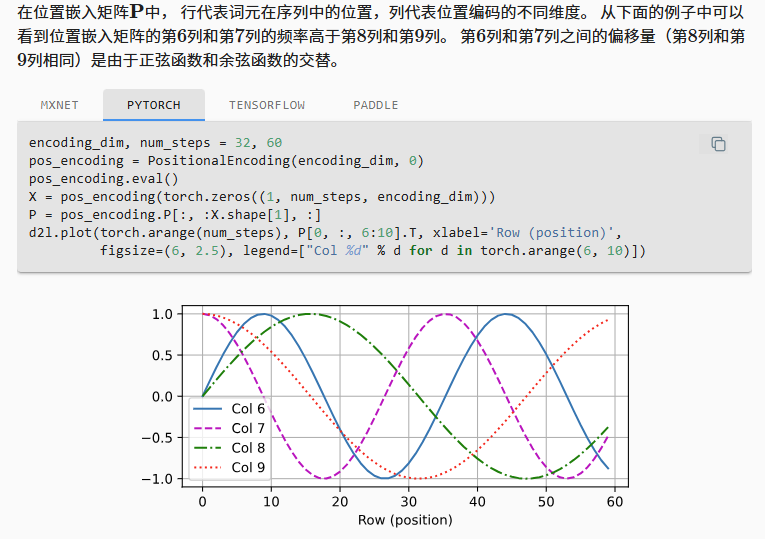 在位置嵌入矩阵P中， 行代表词元在序列中的位置，列代表位置编码的不同维度。 从下面的例子中可以
看到位置嵌入矩阵的第6列和第7列的频率高于第8列和第9列。 第6列和第7列之间的偏移量（第8列和第
9列相同）是由于正弦函数和余弦函数的交替。
MXNET PYTORCH TENSORFLOW PADDLE
encoding_dim, num_steps = 32, 60
pos_encoding = PositionalEncoding(encoding_dim, 0)
pos_encoding.eval()
X = pos_encoding(torch.zeros((1, num_steps, encoding_dim)))
P = pos_encoding.P[:, :X.shape[1], :]
d2l.plot(torch.arange(num_steps), P[0, :, 6:10].T, xlabel='Row (position)',
         figsize=(6, 2.5), legend=["Col %d" % d for d in torch.arange(6, 10)])
1.0
0.5
0.0
−0.5
−1.0
Col 6
Col 7
Col 8
Col 9
0 10 20 30 40 50 60
Row (position)